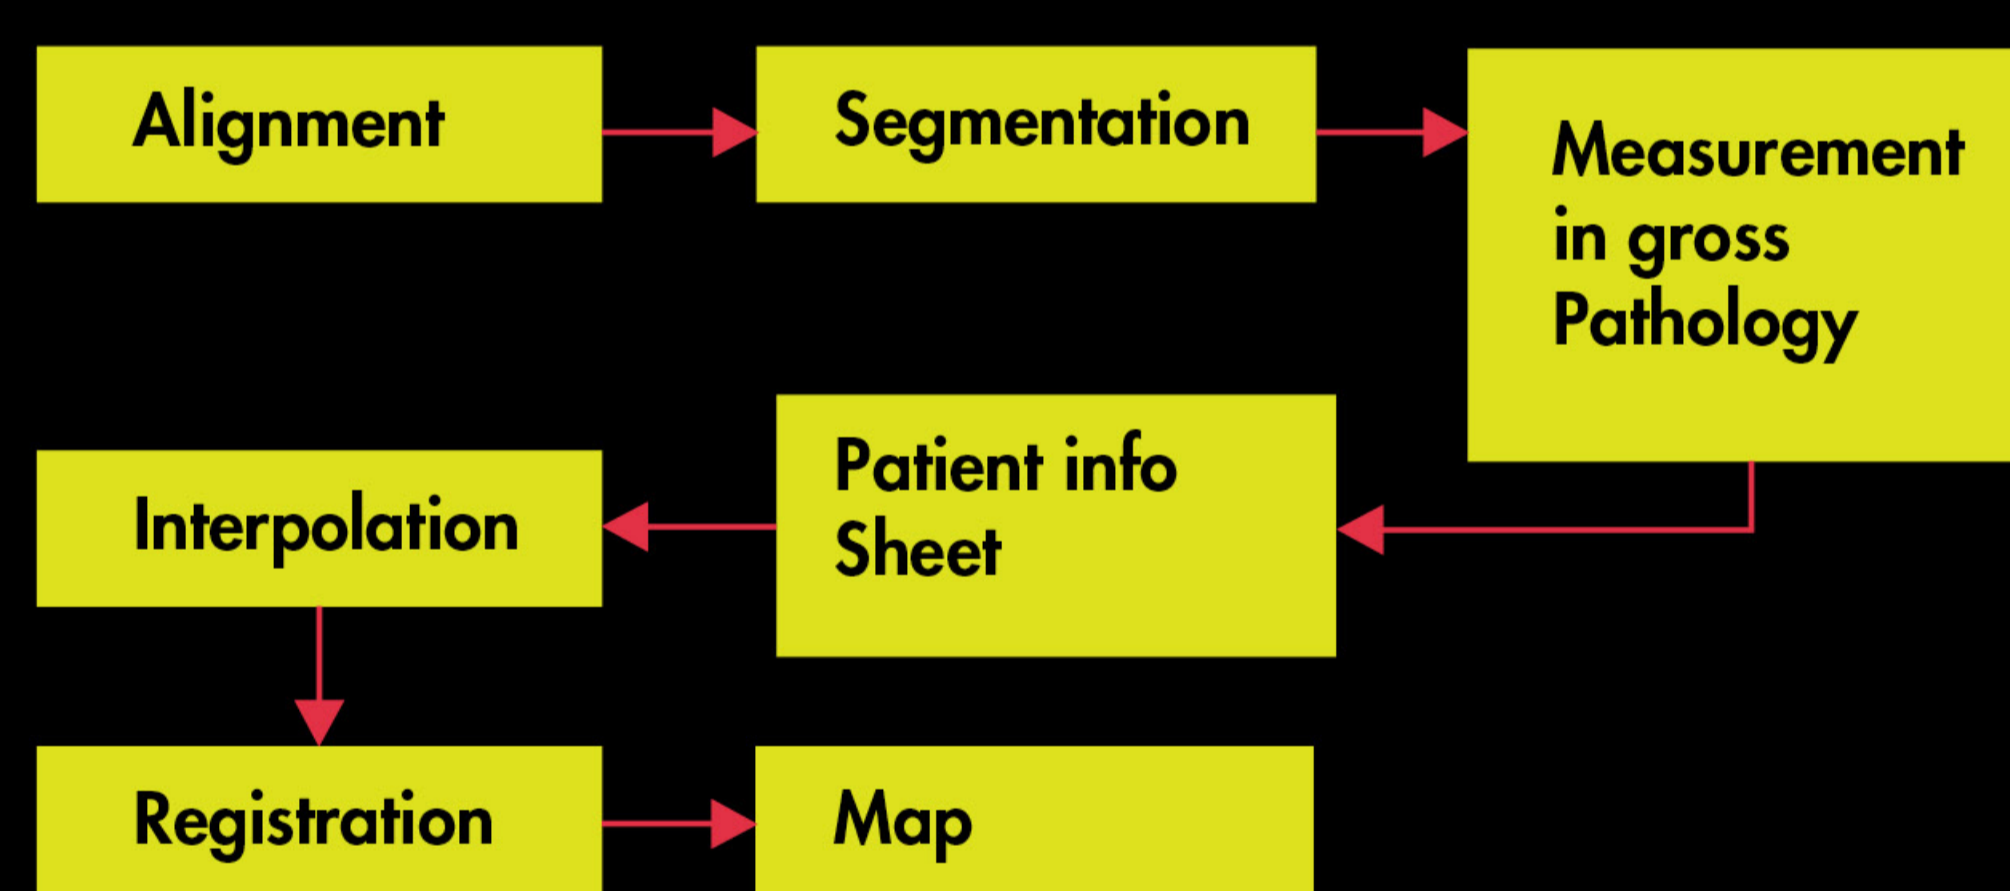 Alignment
Segmentation
Measurement
in gross
Pathology
Patient info
Sheet
Interpolation
Registration
Map